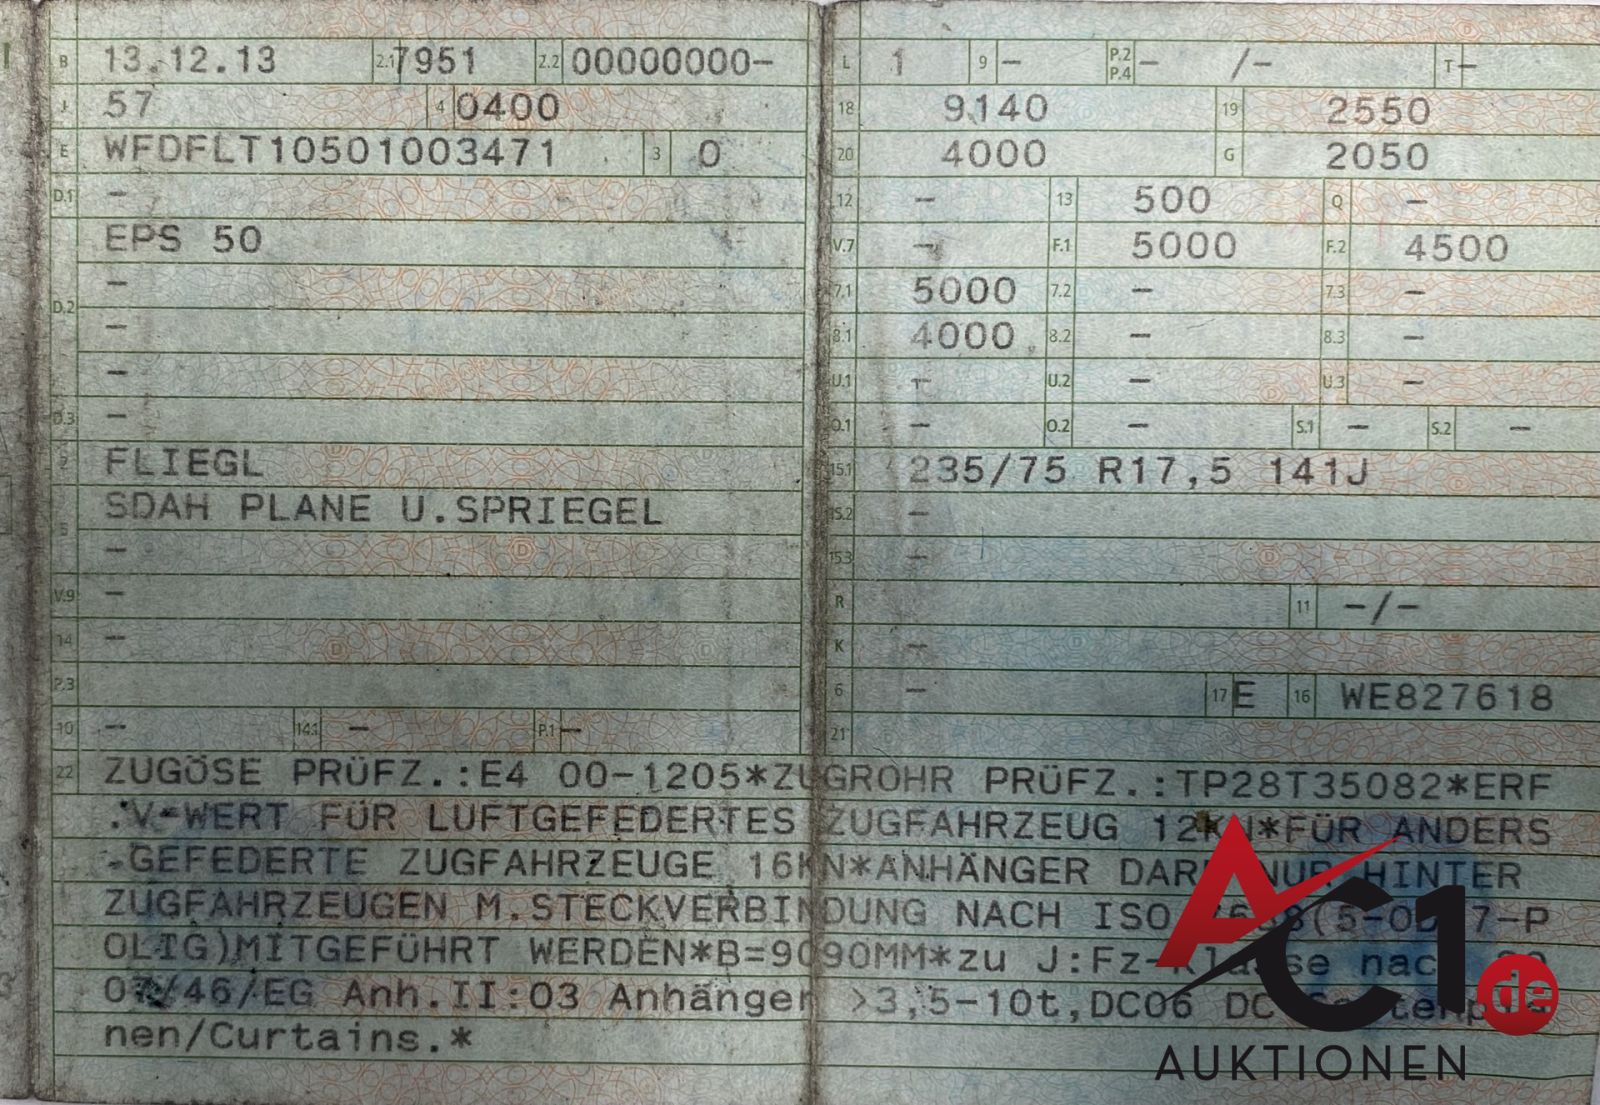 B 13.12.13 2.1 7951 2.2 00000000-
J 57 4 0400
E WFDFLT10501003471 3 0
D.1 -
EPS 50
-
D.2 -
-
D.3 -
2 FLIEGL
5 SDAH PLANE U.SPRIEGEL
-
V.9 -
14 -
2.3
10 - 14.1 - P.1 -
L 1 9 - P.2 P.4 - /- T -
18 9140 19 2550
20 4000 G 2050
12 - 13 500 Q -
V.7 - F.1 5000 F.2 4500
7.1 5000 7.2 - 7.3 -
8.1 4000 8.2 - 8.3 -
U.1 - U.2 - U.3 -
O.1 - O.2 - S.1 - S.2 -
15.1 235/75 R17,5 141J
15.2 -
15.3 -
R 11 -/-
K -
6 - 17 E 16 WE827618
21
22 ZUGÖSE PRÜFZ.:E4 00-1205*ZUGROHR PRÜFZ.:TP28T35082*ERF
.V-WERT FÜR LUFTGEFEDERTES ZUGFAHRZEUG 12KN*FÜR ANDERS
-GEFEDERTE ZUGFAHRZEUGE 16KN*ANHÄNGER DARF NUR HINTER
ZUGFAHRZEUGEN M.STECKVERBINDUNG NACH ISO 7638(5-OD.7-P
OLIG)MITGEFÜHRT WERDEN*B=9090MM*zu J:Fz-Klasse nach
07/46/EG Anh.II:03 Anhänger >3,5-10t,DC06 DC
nen/Curtains.*
AC1.de
AUKTIONEN